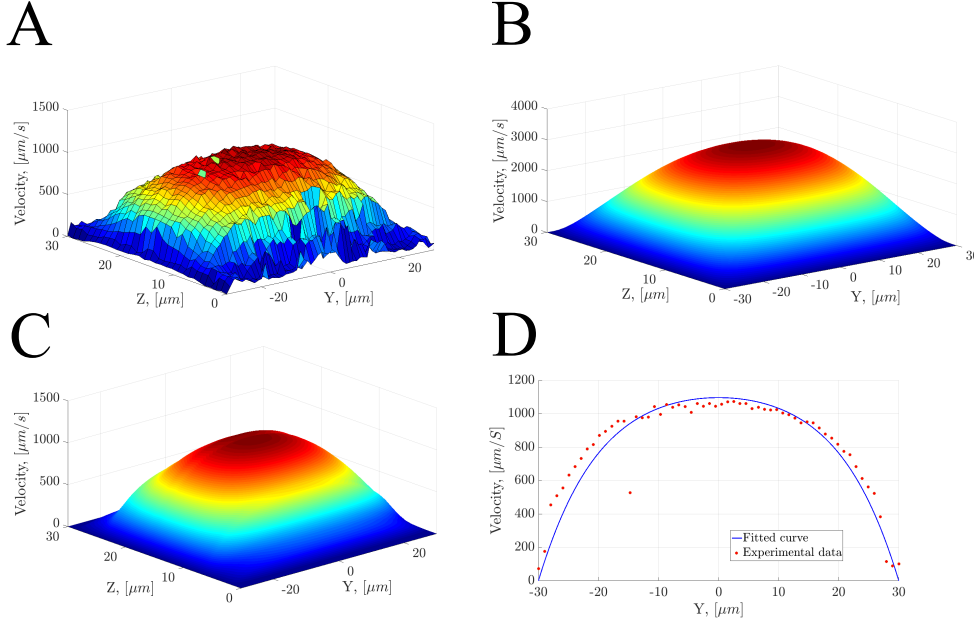 A
1500
1000
500
0
Velocity, [μm/s]
30
20
10
0
Z, [μm]
-20
0
20
Y, [μm]
B
4000
3000
2000
1000
0
Velocity, [μm/s]
30
20
10
0
Z, [μm]
-30
-20
-10
0
10
20
30
Y, [μm]
C
1500
1000
500
0
Velocity, [μm/s]
30
20
10
0
Z, [μm]
-20
0
20
Y, [μm]
D
1200
1000
800
600
400
200
0
Velocity, [μm/S]
Fitted curve
Experimental data
-30 -20 -10 0 10 20 30
Y, [μm]